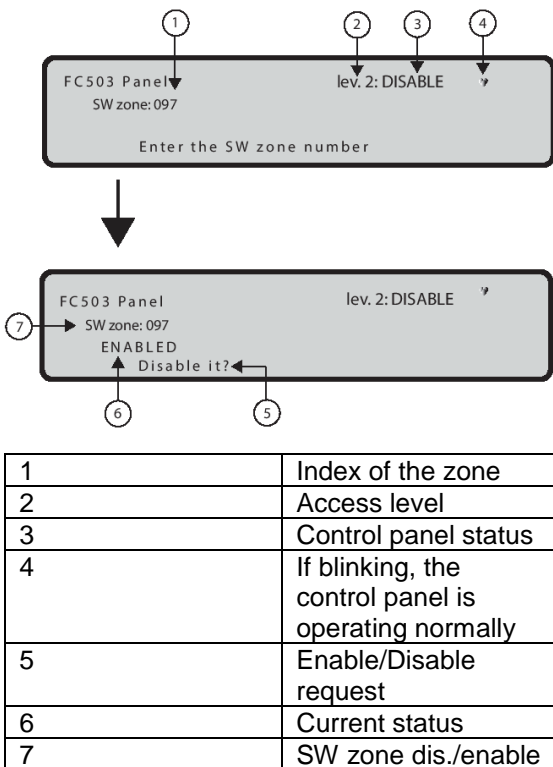 1 2 3 4
FC503 Panel lev. 2: DISABLE
SW zone: 097
Enter the SW zone number
FC503 Panel lev. 2: DISABLE
7 SW zone: 097
ENABLED
Disable it?
6 5
1 Index of the zone
2 Access level
3 Control panel status
4 If blinking, the
control panel is
operating normally
5 Enable/Disable
request
6 Current status
7 SW zone dis./enable